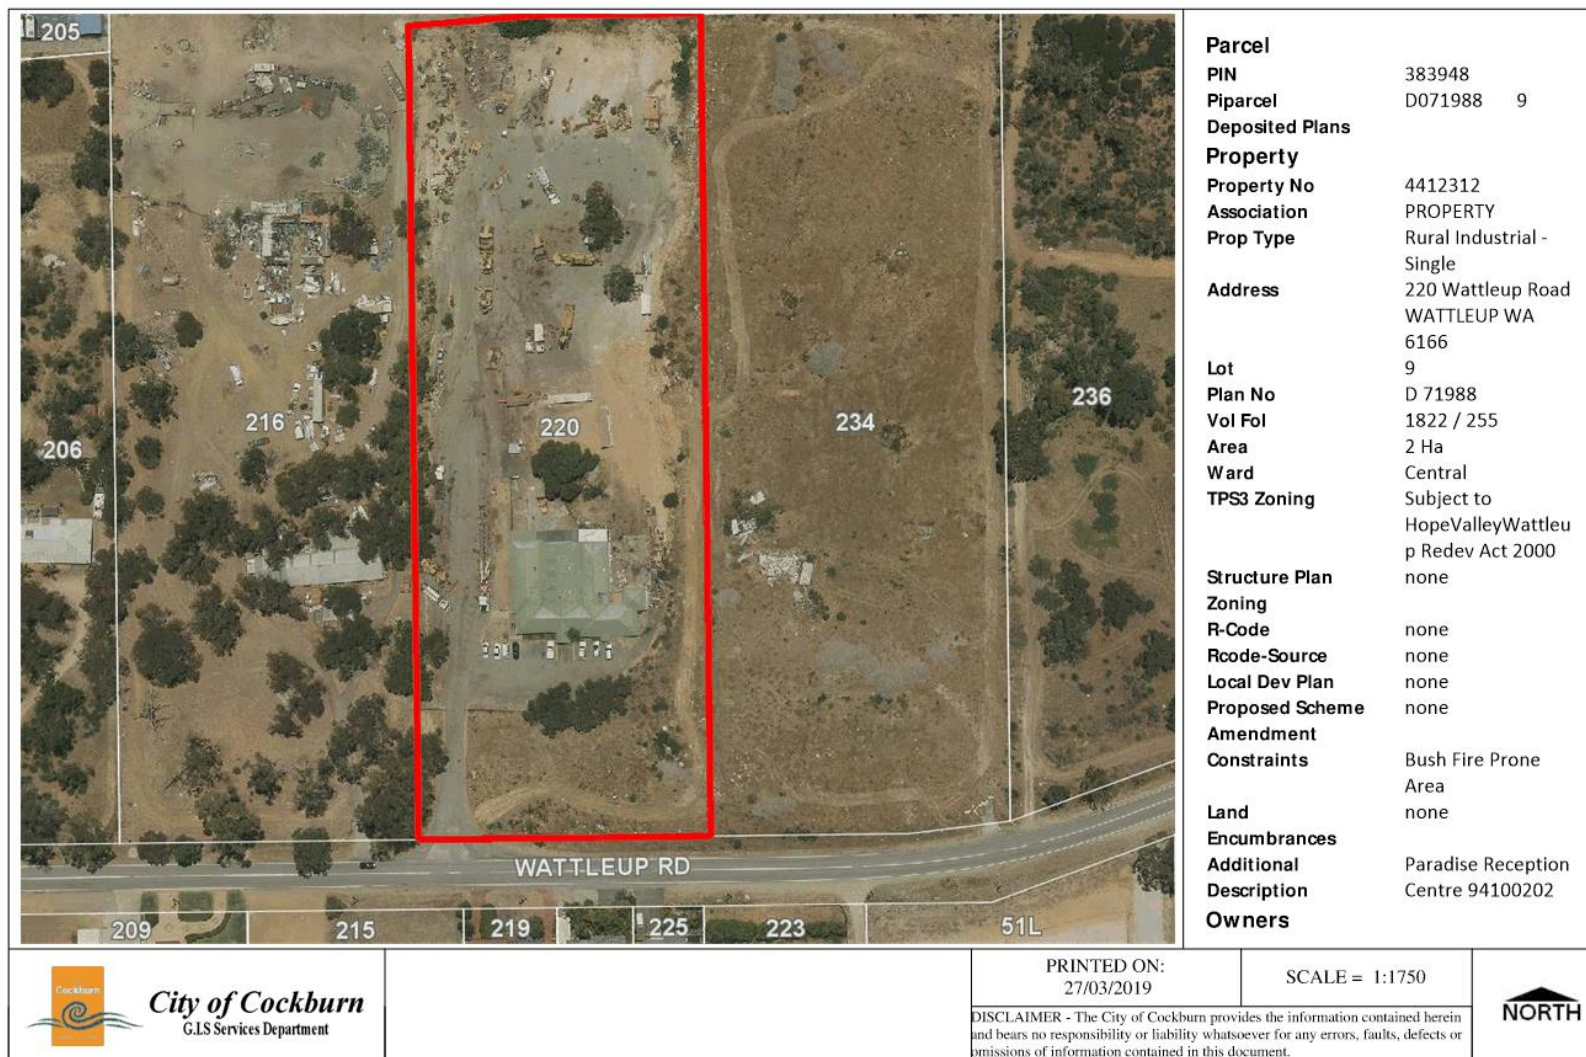 205
216
206
220
234
236
WATTLEUP RD
209
215
219
225
223
51L
Parcel
PIN 383948
Piparcel D071988 9
Deposited Plans
Property
Property No 4412312
Association PROPERTY
Prop Type Rural Industrial -
Single
Address 220 Wattleup Road
WATTLEUP WA
6166
Lot 9
Plan No D 71988
Vol Fol 1822 / 255
Area 2 Ha
Ward Central
TPS3 Zoning Subject to
HopeValleyWattleu
p Redev Act 2000
Structure Plan none
Zoning
R-Code none
Rcode-Source none
Local Dev Plan none
Proposed Scheme none
Amendment
Constraints Bush Fire Prone
Area
Land none
Encumbrances
Additional Paradise Reception
Description Centre 94100202
Owners
Cockburn
City of Cockburn
G.I.S Services Department
PRINTED ON:
27/03/2019
SCALE = 1:1750
DISCLAIMER - The City of Cockburn provides the information contained herein
and bears no responsibility or liability whatsoever for any errors, faults, defects or
omissions of information contained in this document.
NORTH